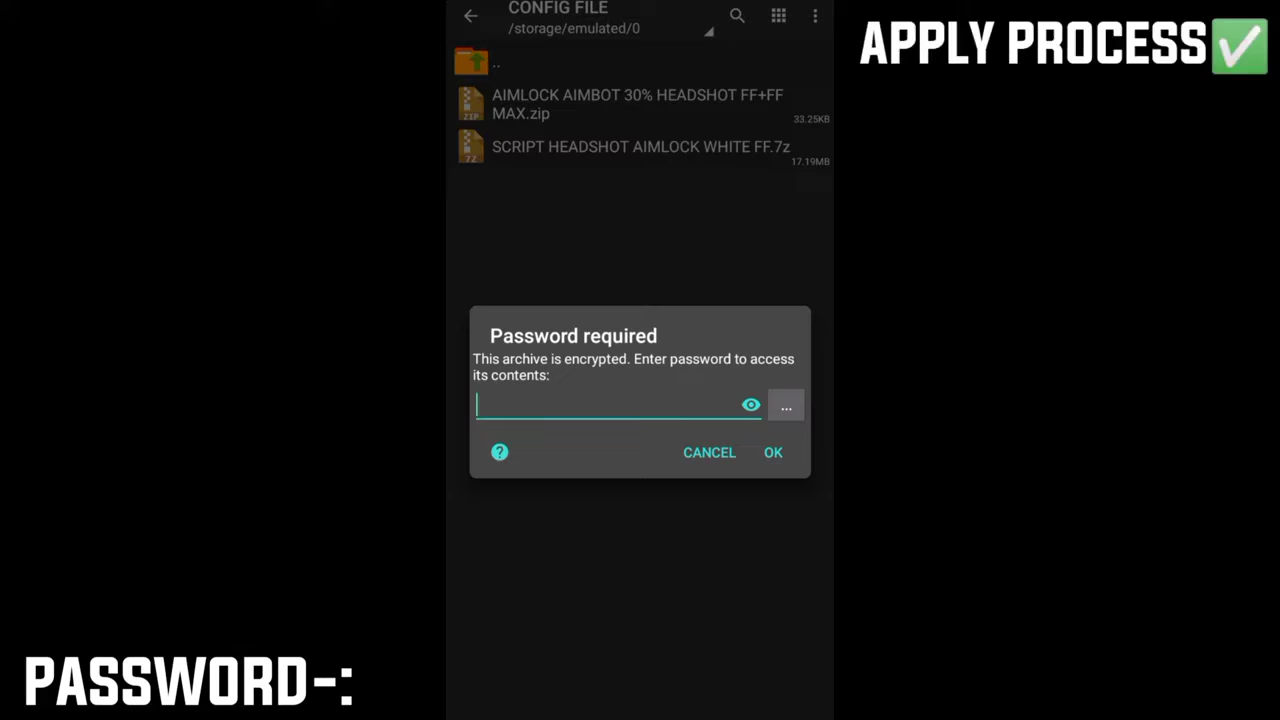 CONFIG FILE
/storage/emulated/0
APPLY PROCESS✅
..
AIMLOCK AIMBOT 30% HEADSHOT FF+FF
MAX.zip
33.25KB
ZIP
SCRIPT HEADSHOT AIMLOCK WHITE FF.7z
17.19MB
7Z
Password required
This archive is encrypted. Enter password to access
its contents:
...
?
CANCEL OK
PASSWORD-: